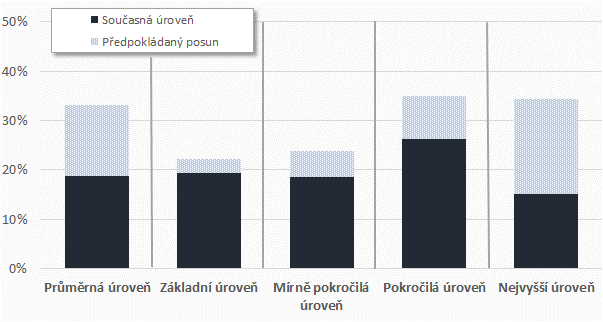 50%
Současná úroveň
Předpokládaný posun
40%
30%
20%
10%
0%
Průměrná úroveň
Základní úroveň
Mírně pokročilá
úroveň
Pokročilá úroveň
Nejvyšší úroveň